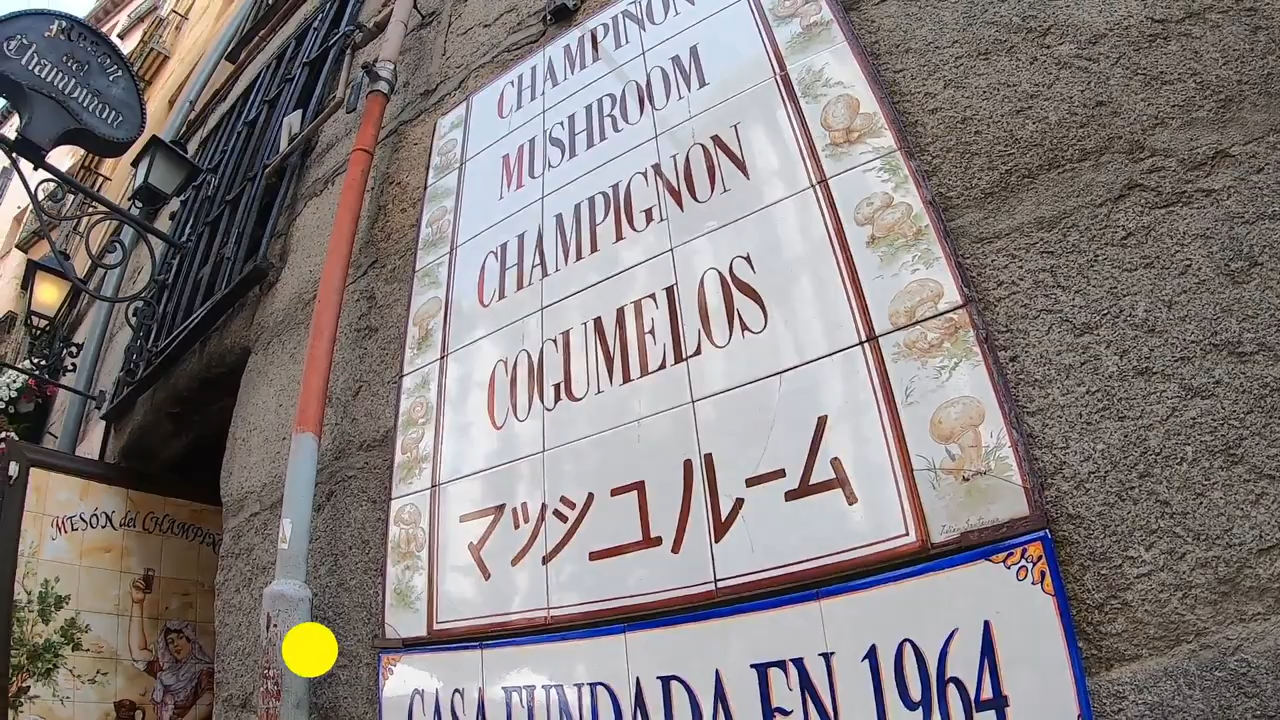 Meson
del
Champiñon
CHAMPIÑON
MUSHROOM
CHAMPIGNON
COGUMELOS
マッシュルーム
CASA FUNDADA EN 1964
MESÓN del CHAMPIÑ